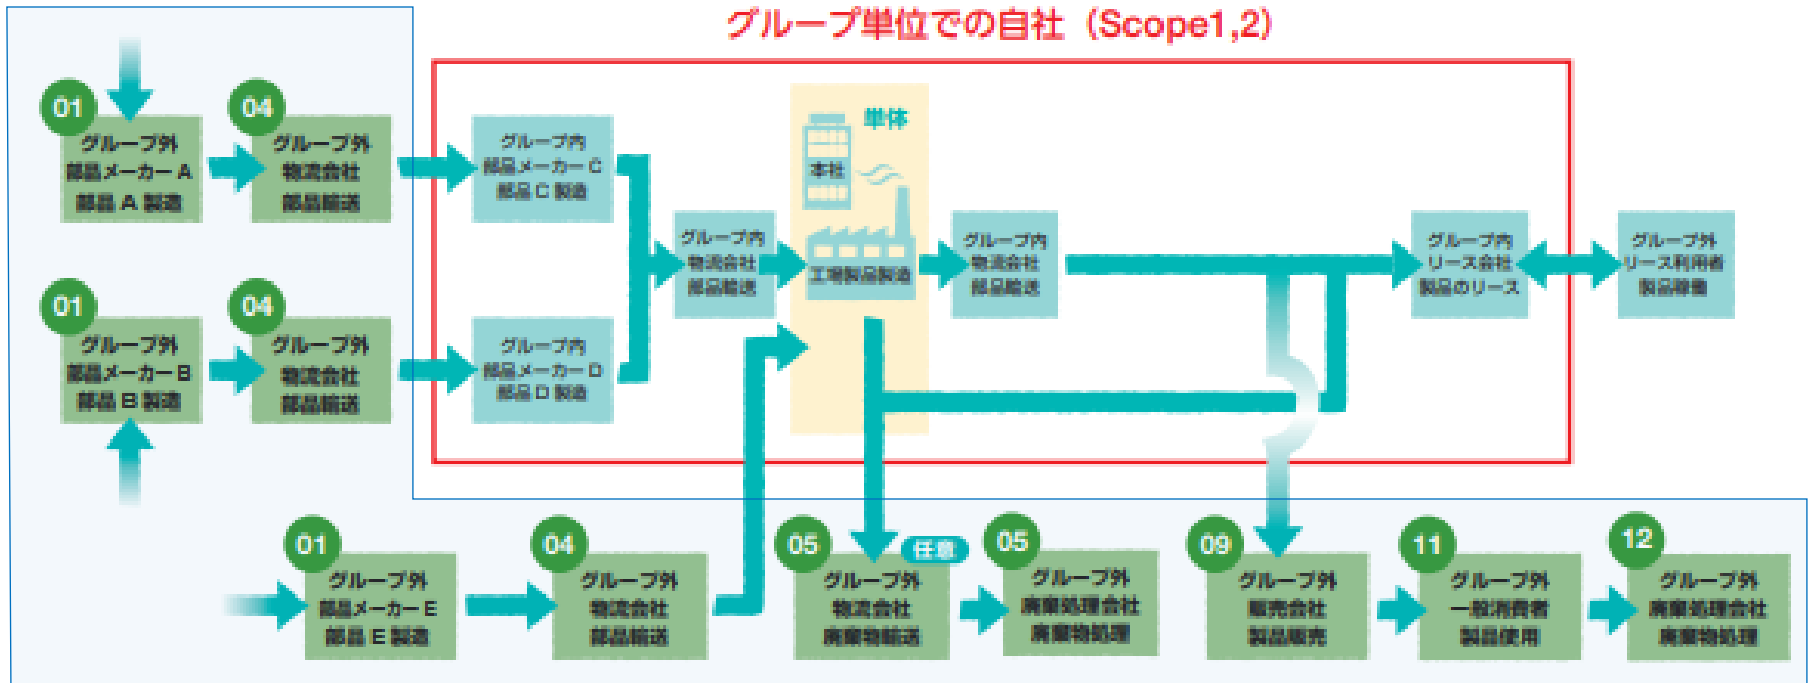 グループ単位での自社（Scope1,2）
01
グループ外
部品メーカーA
部品A製造
04
グループ外
物流会社
部品輸送
グループ内
部品メーカーC
部品C製造
単体
本社
工場製品製造
グループ内
物流会社
部品輸送
グループ内
物流会社
部品輸送
グループ内
リース会社
製品のリース
グループ外
リース利用者
製品稼働
01
グループ外
部品メーカーB
部品B製造
04
グループ外
物流会社
部品輸送
グループ内
部品メーカーD
部品D製造
01
グループ外
部品メーカーE
部品E製造
04
グループ外
物流会社
部品輸送
05
グループ外
物流会社
廃棄物輸送
任意
05
グループ外
廃棄処理会社
廃棄物処理
09
グループ外
販売会社
製品販売
11
グループ外
一般消費者
製品使用
12
グループ外
廃棄処理会社
廃棄物処理